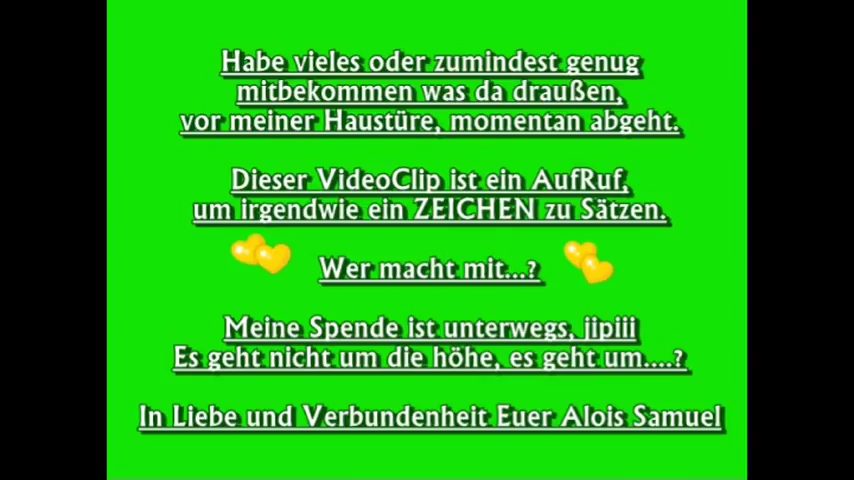 Habe vieles oder zumindest genug
mitbekommen was da draußen,
vor meiner Haustüre, momentan abgeht.
Dieser VideoClip ist ein AufRuf,
um irgendwie ein ZEICHEN zu Sätzen.
Wer macht mit...?
Meine Spende ist unterwegs, jipiii
Es geht nicht um die höhe, es geht um....?
In Liebe und Verbundenheit Euer Alois Samuel